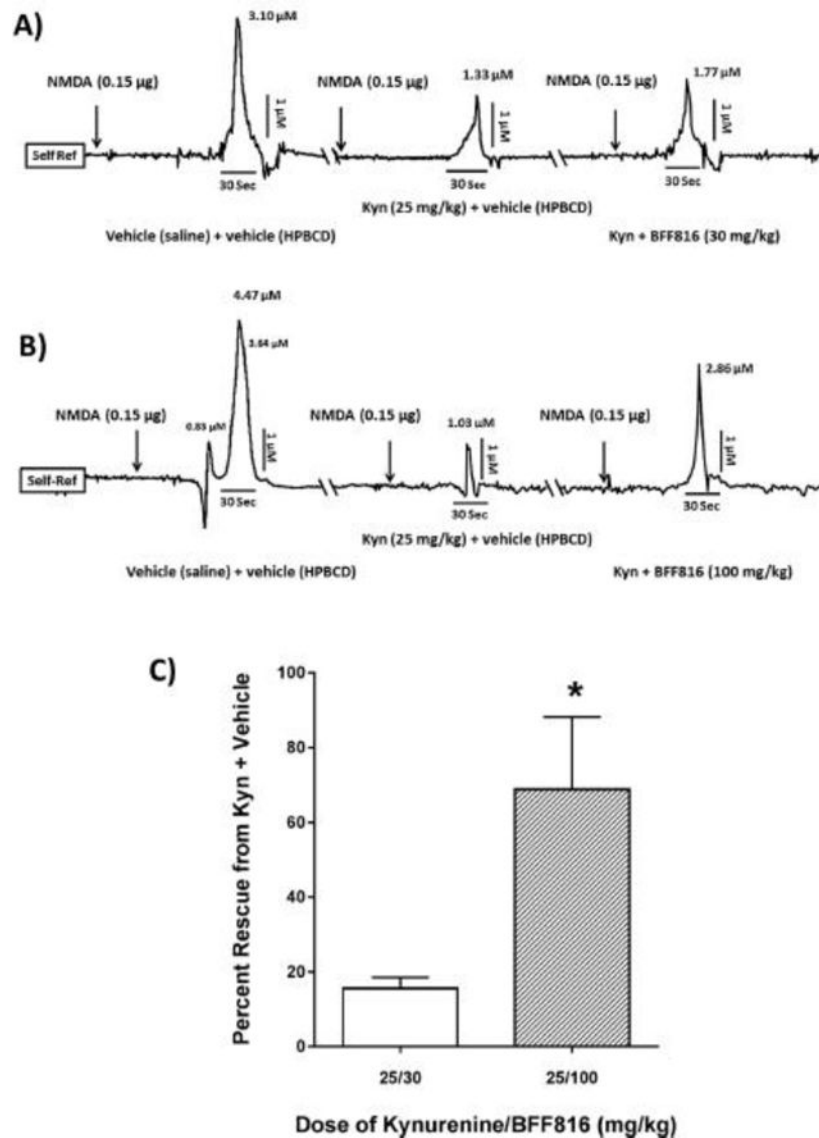 A)
3.10 µM
NMDA (0.15 µg)
1 µM
NMDA (0.15 µg)
1.33 µM
1 µM
NMDA (0.15 µg)
1.77 µM
1 µM
Self Ref
30 Sec
30 Sec
30 Sec
Kyn (25 mg/kg) + vehicle (HPBCD)
Vehicle (saline) + vehicle (HPBCD)
Kyn + BFF816 (30 mg/kg)
B)
4.47 µM
3.64 µM
NMDA (0.15 µg)
0.83 µM
1 µM
NMDA (0.15 µg)
1.03 µM
1 µM
NMDA (0.15 µg)
2.86 µM
1 µM
Self-Ref
30 Sec
30 Sec
30 Sec
Kyn (25 mg/kg) + vehicle (HPBCD)
Vehicle (saline) + vehicle (HPBCD)
Kyn + BFF816 (100 mg/kg)
C)
Percent Rescue from Kyn + Vehicle
100
80
60
40
20
0
*
25/30
25/100
Dose of Kynurenine/BFF816 (mg/kg)